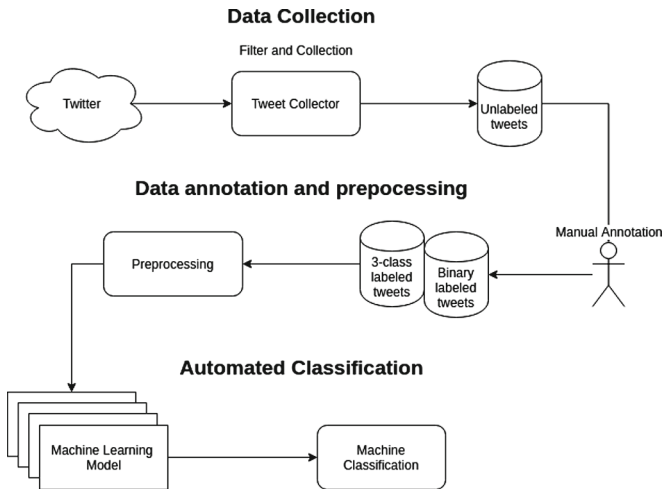 Data Collection
Filter and Collection
Twitter
Tweet Collector
Unlabeled
tweets
Data annotation and prepocessing
Manual Annotation
Preprocessing
3-class
labeled
tweets
Binary
labeled
tweets
Automated Classification
Machine Learning
Model
Machine
Classification